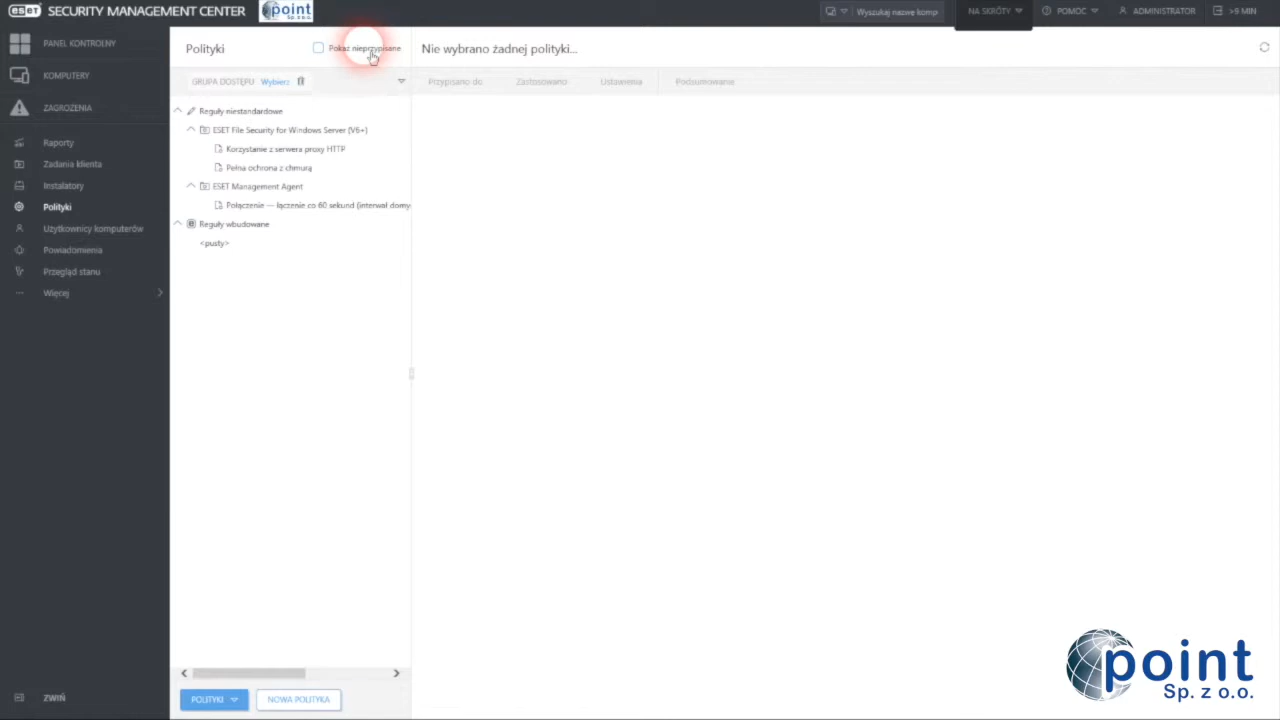 eset SECURITY MANAGEMENT CENTER
point
Sp. z o.o.
Wyszukaj nazwę komp
NA SKRÓTY
POMOC
ADMINISTRATOR
>9 MIN
PANEL KONTROLNY
KOMPUTERY
ZAGROŻENIA
Raporty
Zadania klienta
Instalatory
Polityki
Użytkownicy komputerów
Powiadomienia
Przegląd stanu
Więcej
ZWIŃ
Polityki
Pokaż nieprzypisane
GRUPA DOSTĘPU Wybierz
Reguły niestandardowe
ESET File Security for Windows Server (V6+)
Korzystanie z serwera proxy HTTP
Pełna ochrona z chmurą
ESET Management Agent
Połączenie — łączenie co 60 sekund (interwał domy
Reguły wbudowane
<pusty>
POLITYKI
NOWA POLITYKA
Nie wybrano żadnej polityki...
Przypisano do
Zastosowano
Ustawienia
Podsumowanie
point
Sp. z o.o.